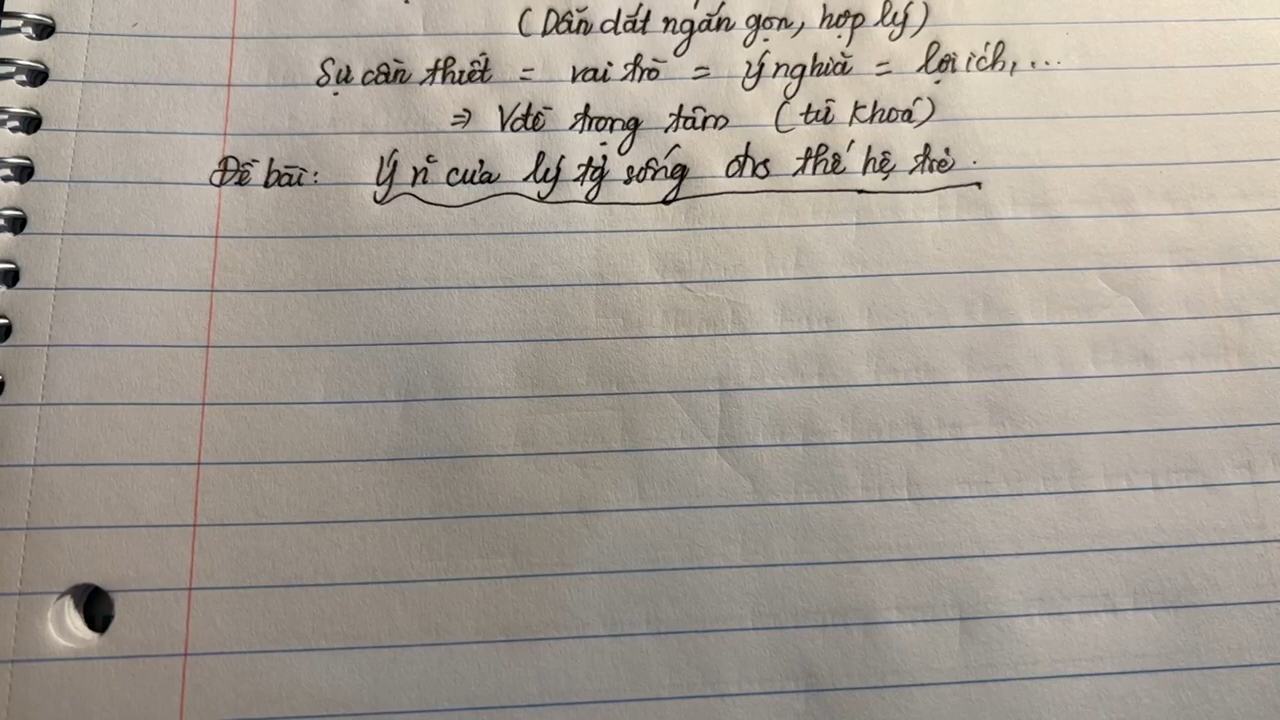 (Dẫn dắt ngắn gọn, hợp lý)
Sự cần thiết = vai trò = ý nghĩa = lợi ích, ...
⇒ Vđề trọng tâm (từ khoá)
Đề bài: Ý n˜ của lý tg̉ sống cho thế hệ trẻ.